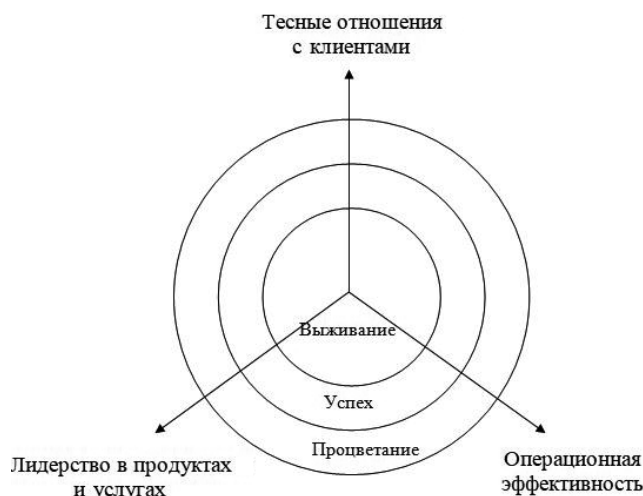 Тесные отношения
с клиентами
Выживание
Успех
Процветание
Лидерство в продуктах
и услугах
Операционная
эффективность